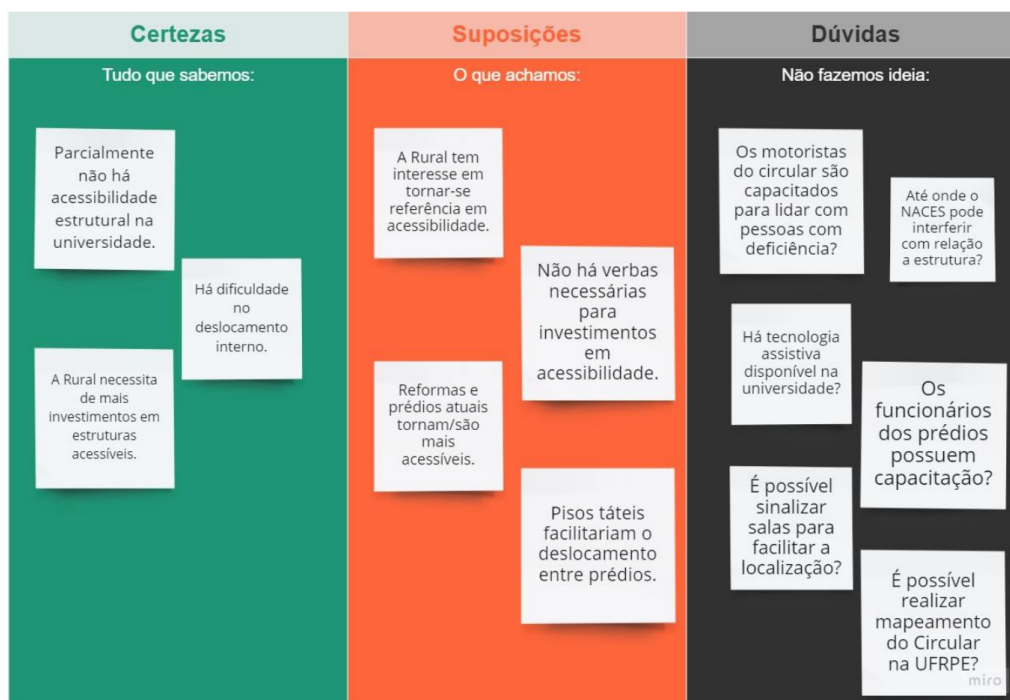 Certezas
Tudo que sabemos:
Parcialmente
não há
acessibilidade
estrutural na
universidade.
Há dificuldade
no
deslocamento
interno.
A Rural necessita
de mais
investimentos em
estruturas
acessíveis.
Suposições
O que achamos:
A Rural tem
interesse em
tornar-se
referência em
acessibilidade.
Não há verbas
necessárias
para
investimentos
em
acessibilidade.
Reformas e
prédios atuais
tornam/são
mais
acessíveis.
Pisos táteis
facilitariam o
deslocamento
entre prédios.
Dúvidas
Não fazemos ideia:
Os motoristas
do circular são
capacitados
para lidar com
pessoas com
deficiência?
Até onde o
NACES pode
interferir
com relação
a estrutura?
Há tecnologia
assistiva
disponível na
universidade?
Os
funcionários
dos prédios
possuem
capacitação?
É possível
sinalizar
salas para
facilitar a
localização?
É possível
realizar
mapeamento
do Circular
na UFRPE?
miro